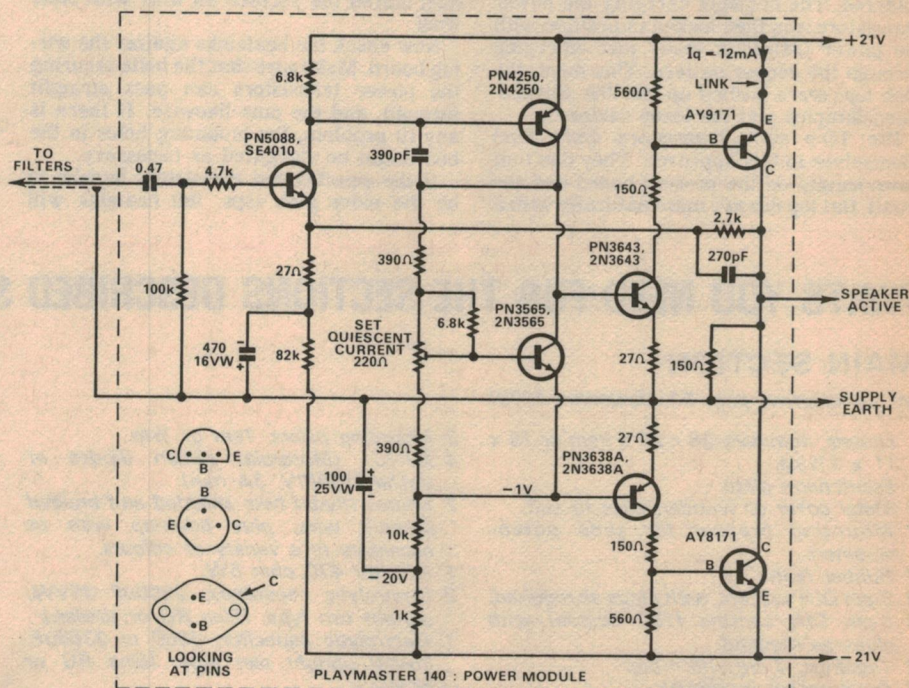 +21V
Iq = 12mA
LINK
6.8k
PN4250,
2N4250
560Ω
AY9171
E
B
C
PN5088
SE4010
TO
FILTERS
0.47
4.7k
390pF
150Ω
2.7k
270pF
PN3643,
2N3643
100k
27Ω
390Ω
SPEAKER
ACTIVE
6.8k
PN3565,
2N3565
SET
QUIESCENT
CURRENT
220Ω
470
16VW
82k
27Ω
150Ω
SUPPLY
EARTH
C
E
B
B
E
C
C
E
B
LOOKING
AT PINS
390Ω
100
25VW
27Ω
PN3638A,
2N3638A
−1V
10k
150Ω
AY8171
C
B
E
−20V
1k
560Ω
−21V
PLAYMASTER 140 : POWER MODULE